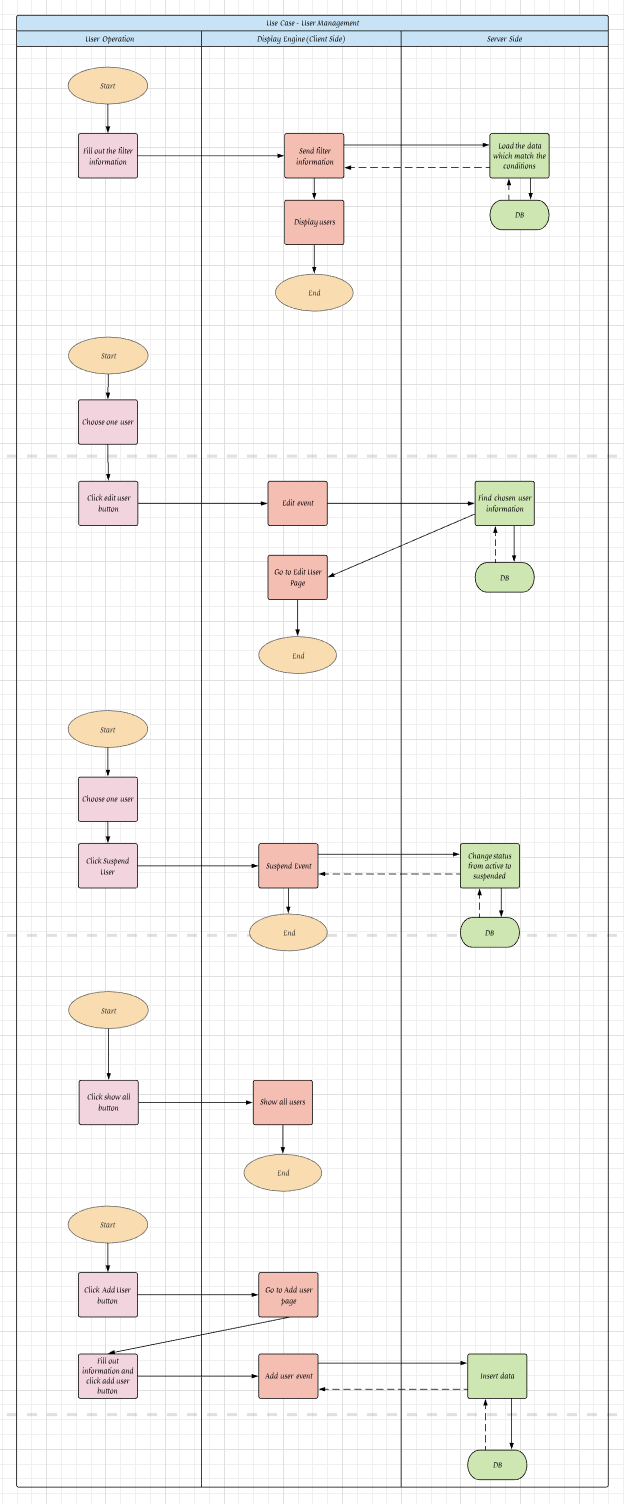 Use Case - User Management
User Operation
Display Engine(Client Side)
Server Side
Start
Fill out the filter
information
Send filter
information
Load the data
which match the
conditions
Display users
DB
End
Start
Choose one user
Click edit user
button
Edit event
Find chosen user
information
Go to Edit User
Page
DB
End
Start
Choose one user
Click Suspend
User
Suspend Event
Change status
from active to
suspended
End
DB
Start
Click show all
button
Show all users
End
Start
Click Add User
button
Go to Add user
page
Fill out
information and
click add user
button
Add user event
Insert data
DB